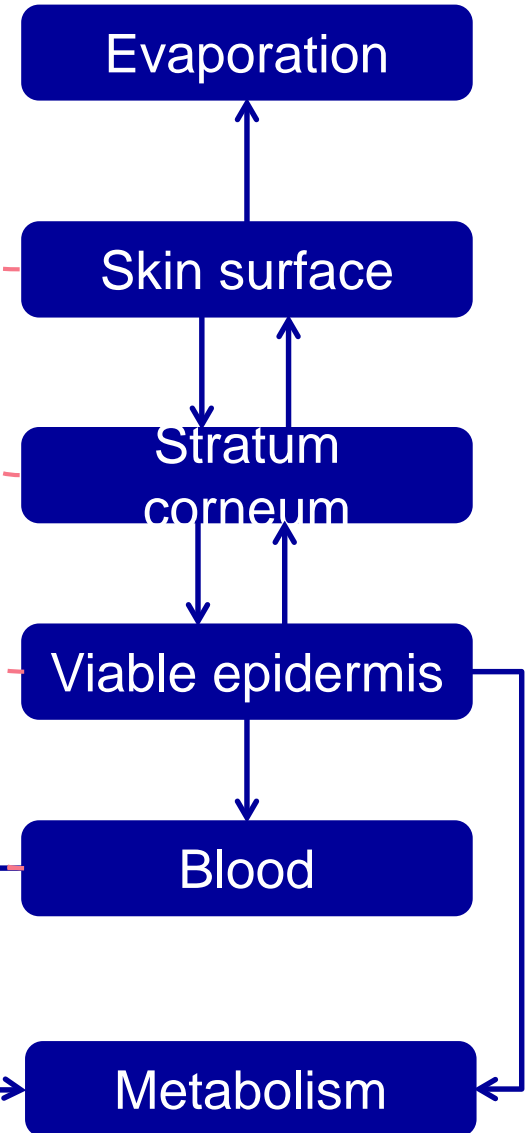 Evaporation
Skin surface
Stratum
corneum
Viable epidermis
Blood
Metabolism